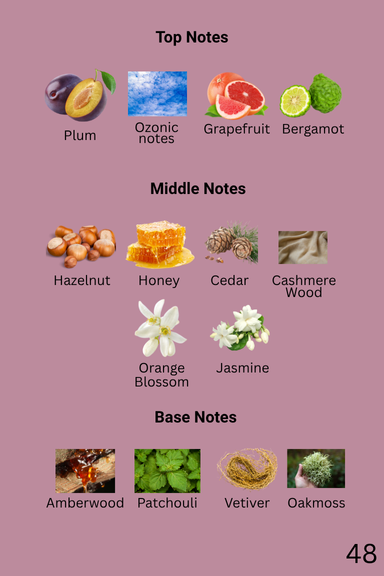 Top Notes
Plum
Ozonic
notes
Grapefruit
Bergamot
Middle Notes
Hazelnut
Honey
Cedar
Cashmere
Wood
Orange
Blossom
Jasmine
Base Notes
Amberwood
Patchouli
Vetiver
Oakmoss
48